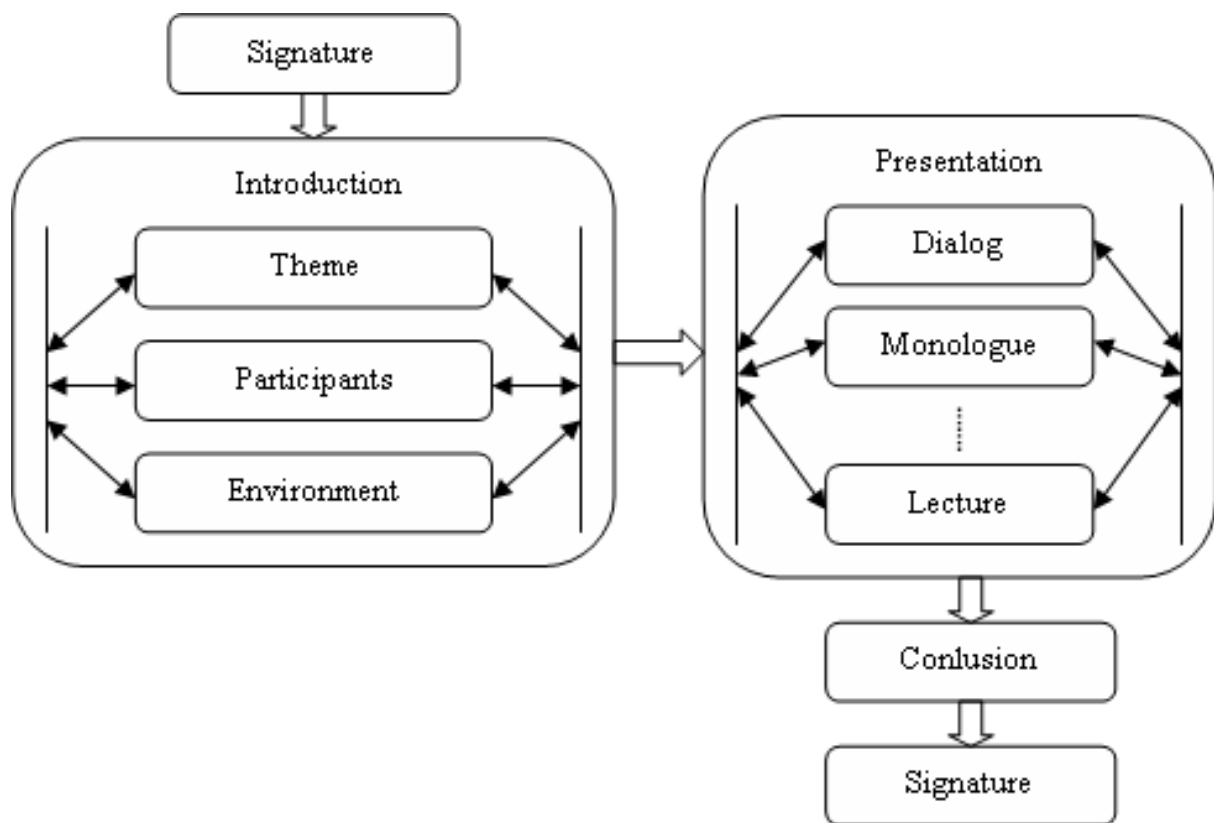 Signature
Introduction
Theme
Participants
Environment
Presentation
Dialog
Monologue
Lecture
Conlusion
Signature